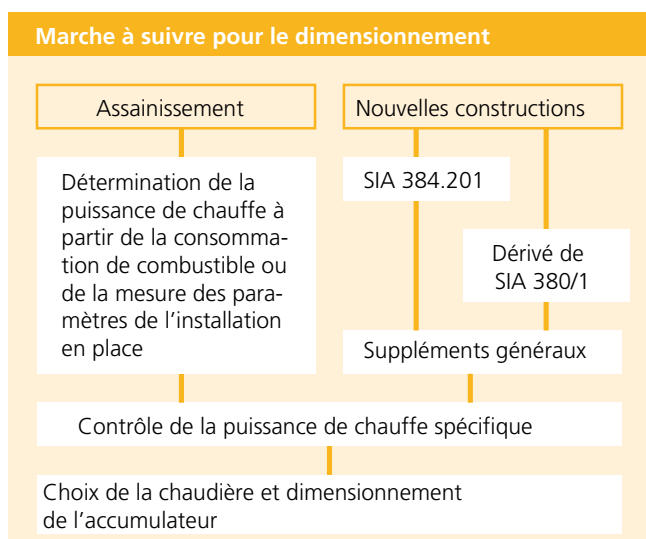 Marche à suivre pour le dimensionnement
Assainissement
Détermination de la
puissance de chauffe à
partir de la consomma-
tion de combustible ou
de la mesure des para-
mètres de l'installation
en place
Nouvelles constructions
SIA 384.201
Dérivé de
SIA 380/1
Suppléments généraux
Contrôle de la puissance de chauffe spécifique
Choix de la chaudière et dimensionnement
de l'accumulateur